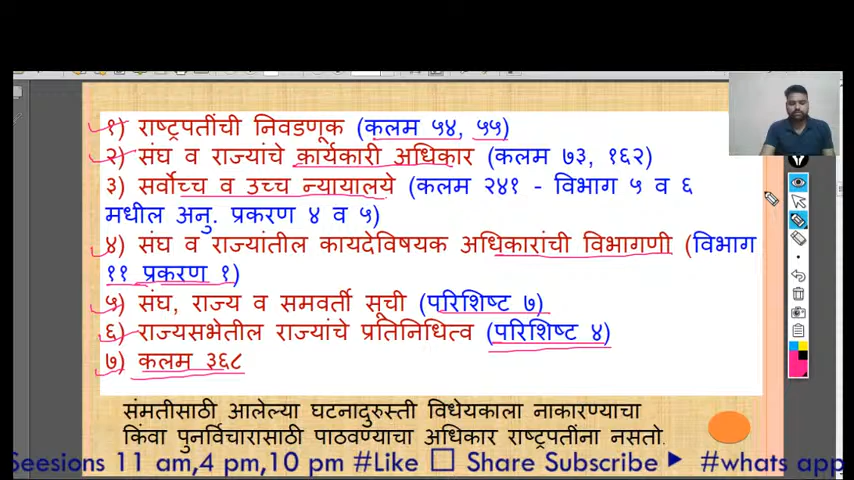 १) राष्ट्रपतींची निवडणूक (कलम ५४, ५५)
२) संघ व राज्यांचे कार्यकारी अधिकार (कलम ७३, १६२)
३) सर्वोच्च व उच्च न्यायालये (कलम २४१ - विभाग ५ व ६
मधील अनु. प्रकरण ४ व ५)
४) संघ व राज्यांतील कायदेविषयक अधिकारांची विभागणी (विभाग
११ प्रकरण १)
५) संघ, राज्य व समवर्ती सूची (परिशिष्ट ७)
६) राज्यसभेतील राज्यांचे प्रतिनिधित्व (परिशिष्ट ४)
७) कलम ३६८
संमतीसाठी आलेल्या घटनादुरुस्ती विधेयकाला नाकारण्याचा
किंवा पुनर्विचारासाठी पाठवण्याचा अधिकार राष्ट्रपतींना नसतो.
Seesions 11 am,4 pm,10 pm #Like □ Share Subscribe ▶ #whats app